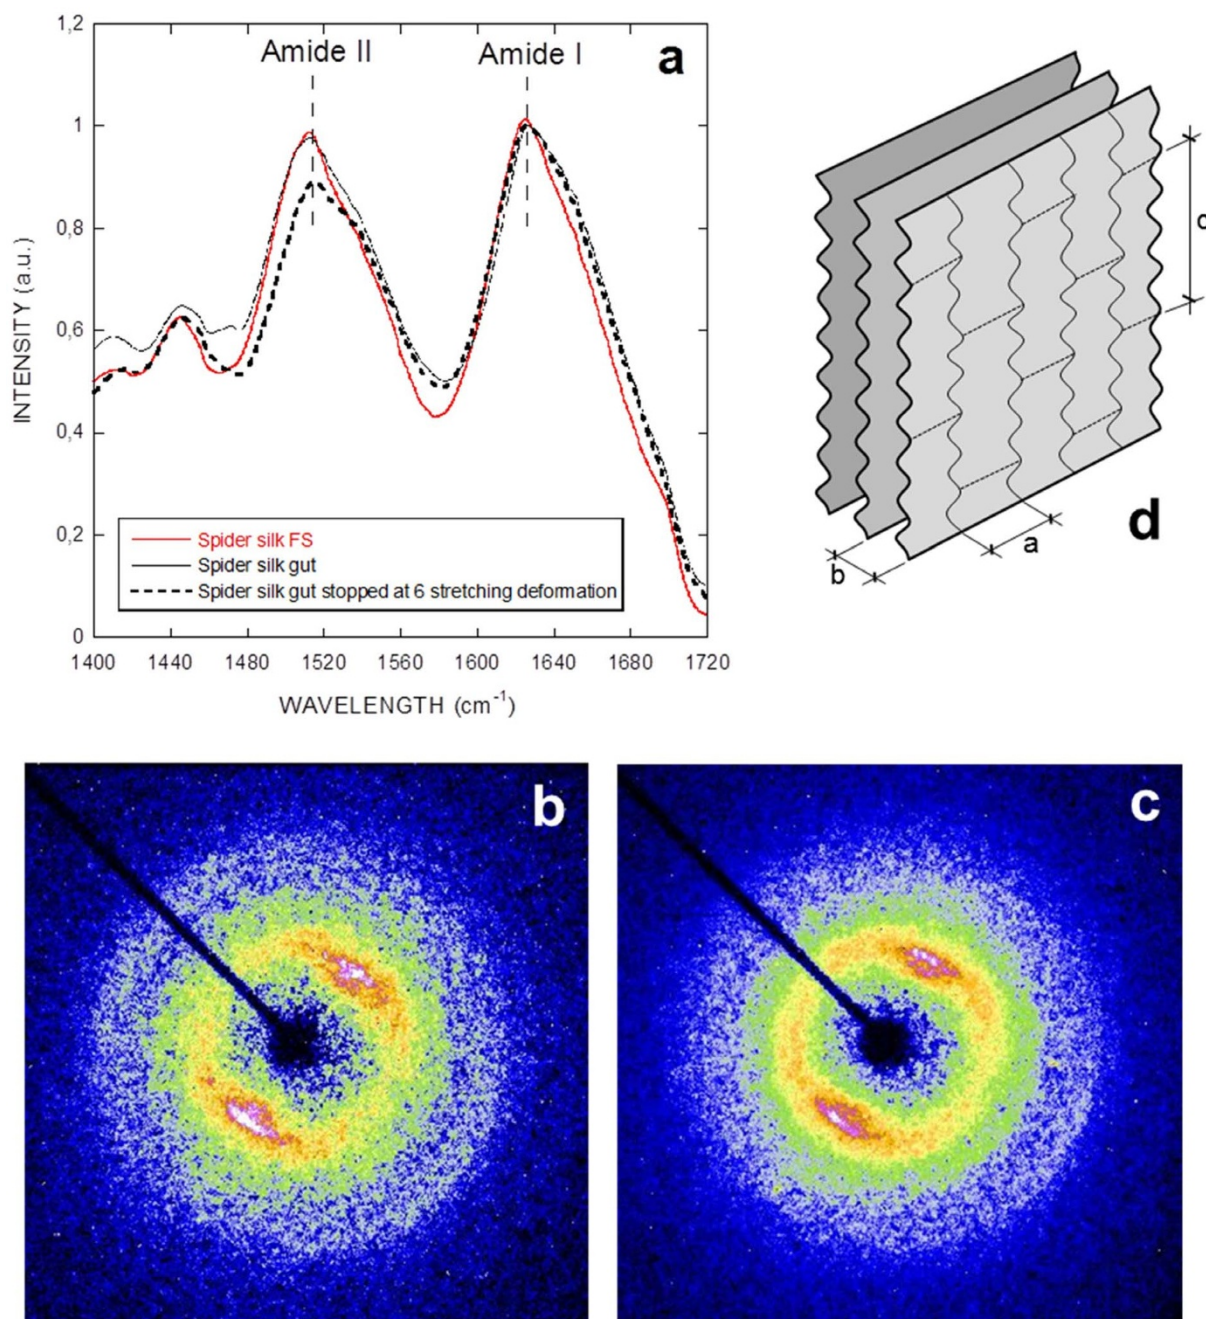 1,2
1
0,8
0,6
0,4
0,2
0
INTENSITY (a.u.)
Amide II
Amide I
a
Spider silk FS
Spider silk gut
Spider silk gut stopped at 6 stretching deformation
1400 1440 1480 1520 1560 1600 1640 1680 1720
WAVELENGTH (cm⁻¹)
c
a
b
d
b
c